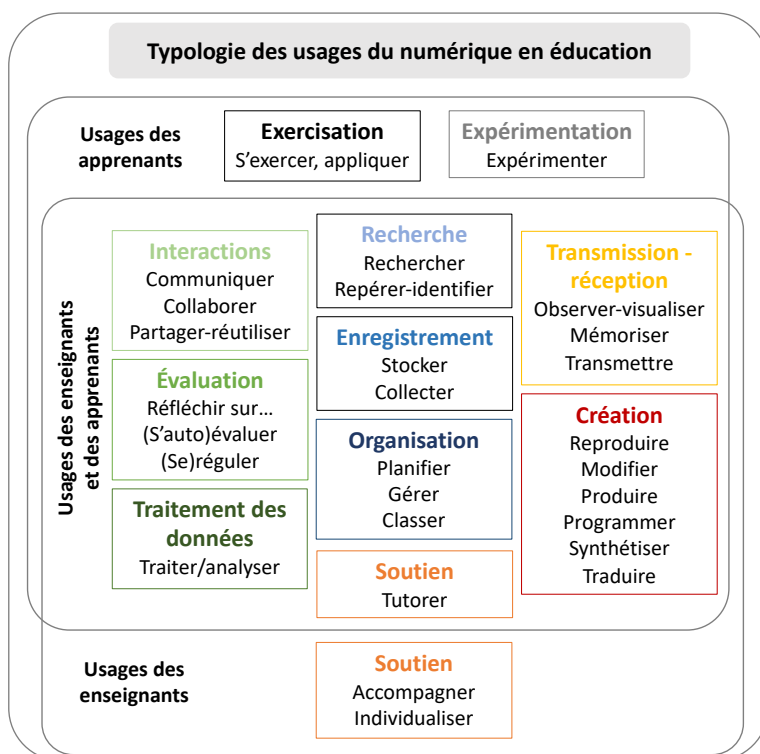 Typologie des usages du numérique en éducation
Usages des
apprenants
Exercisation
S'exercer, appliquer
Expérimentation
Expérimenter
Usages des enseignants
et des apprenants
Interactions
Communiquer
Collaborer
Partager-réutiliser
Évaluation
Réfléchir sur…
(S'auto)évaluer
(Se)réguler
Traitement des
données
Traiter/analyser
Recherche
Rechercher
Repérer-identifier
Enregistrement
Stocker
Collecter
Organisation
Planifier
Gérer
Classer
Soutien
Tutorer
Transmission -
réception
Observer-visualiser
Mémoriser
Transmettre
Création
Reproduire
Modifier
Produire
Programmer
Synthétiser
Traduire
Usages des
enseignants
Soutien
Accompagner
Individualiser